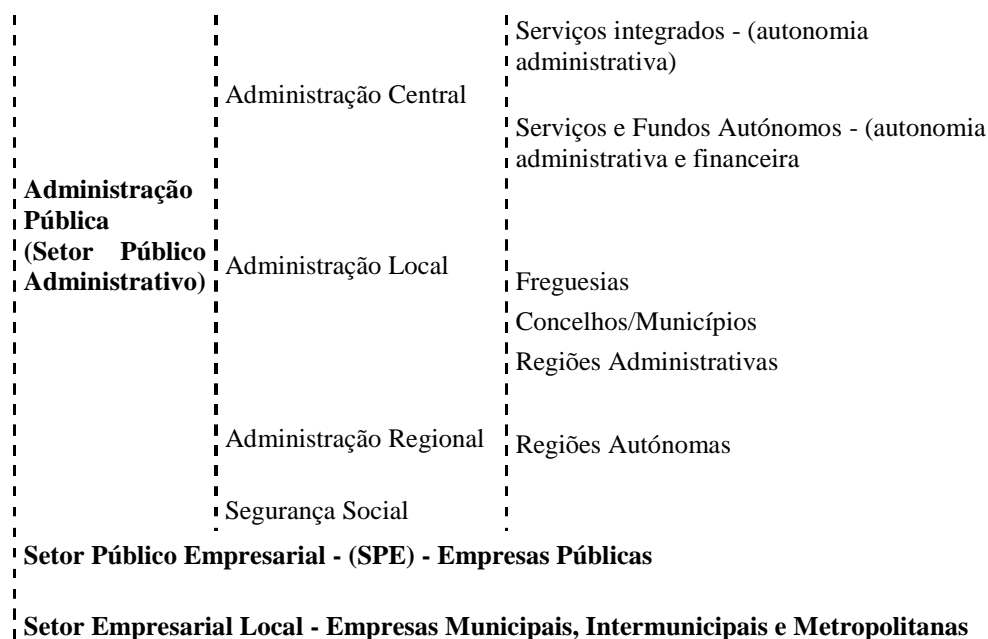 Serviços integrados - (autonomia
administrativa)
Administração Central
Serviços e Fundos Autónomos - (autonomia
administrativa e financeira
Administração
Pública
(Setor Público
Administrativo)
Administração Local
Freguesias
Concelhos/Municípios
Regiões Administrativas
Administração Regional
Regiões Autónomas
Segurança Social
Setor Público Empresarial - (SPE) - Empresas Públicas
Setor Empresarial Local - Empresas Municipais, Intermunicipais e Metropolitanas